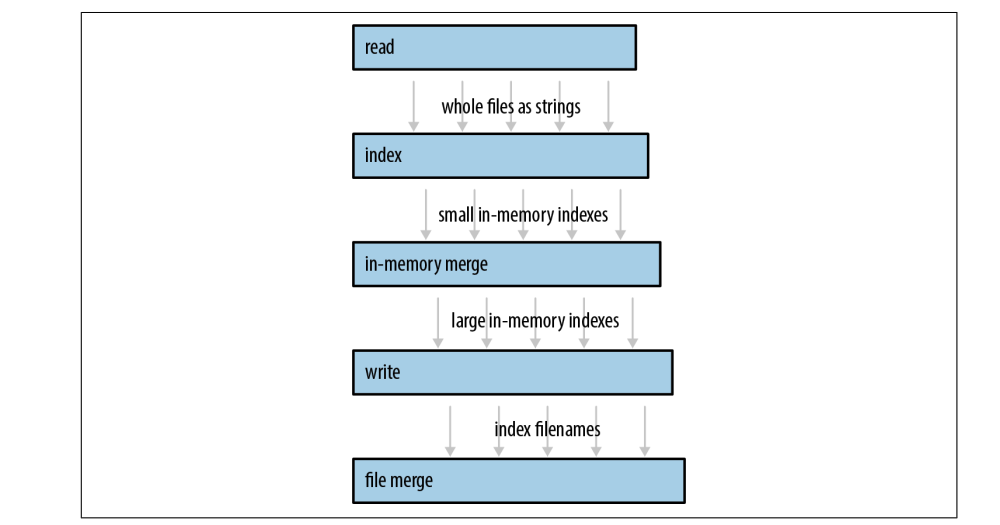 read
whole files as strings
index
small in-memory indexes
in-memory merge
large in-memory indexes
write
index filenames
file merge